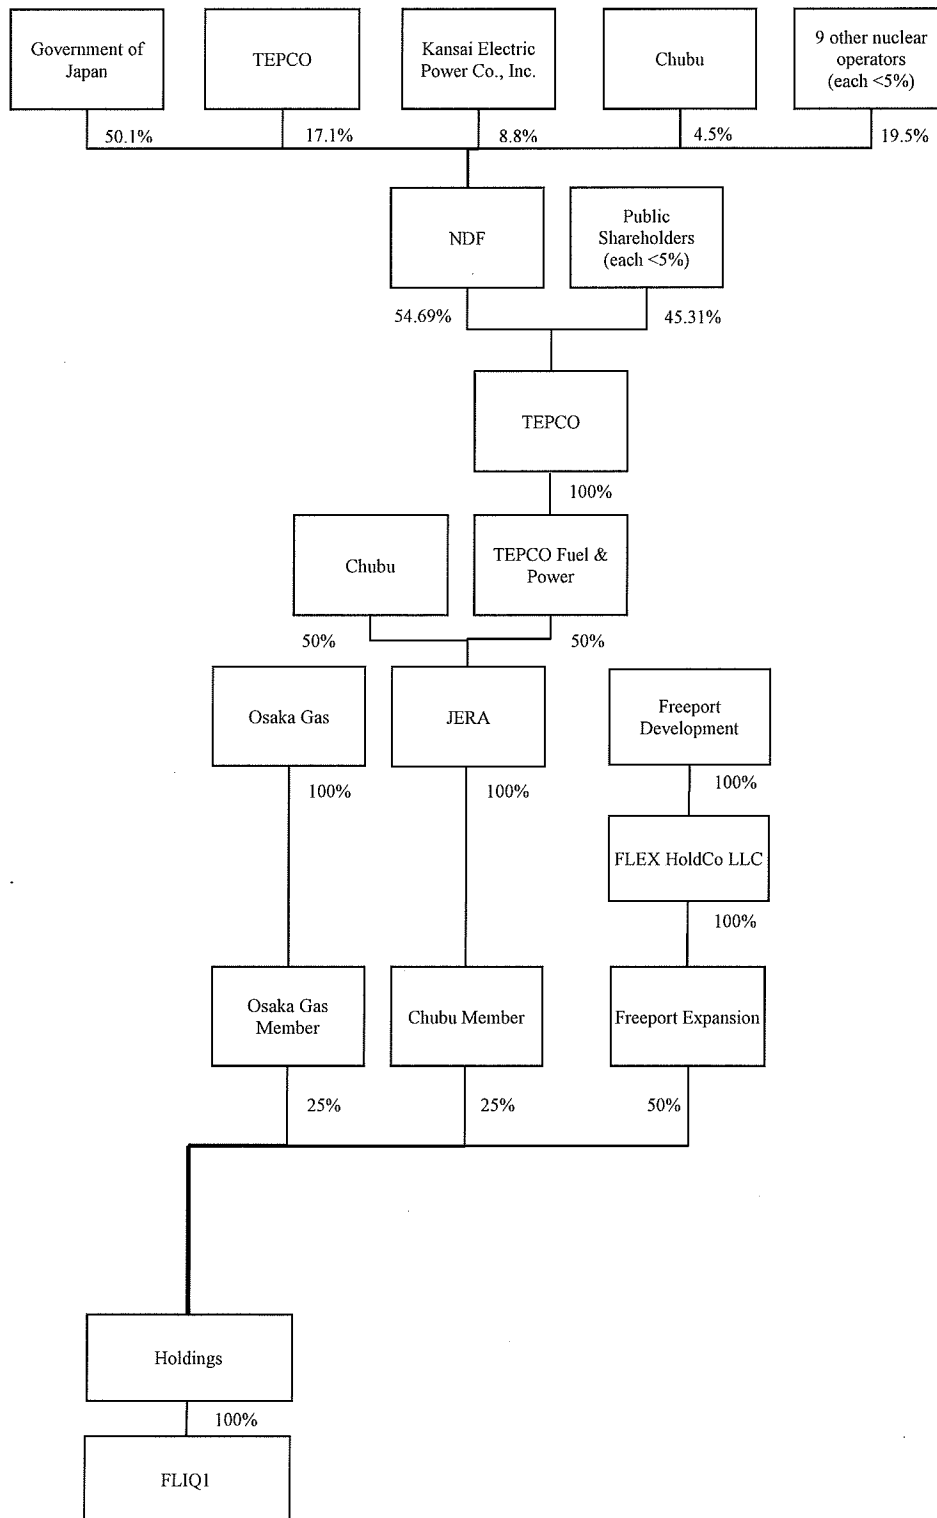 Government of
Japan
TEPCO
Kansai Electric
Power Co., Inc.
Chubu
9 other nuclear
operators
(each <5%)
50.1%
17.1%
8.8%
4.5%
19.5%
NDF
Public
Shareholders
(each <5%)
54.69%
45.31%
TEPCO
100%
Chubu
TEPCO Fuel &
Power
50%
50%
Osaka Gas
JERA
Freeport
Development
100%
100%
100%
FLEX HoldCo LLC
100%
Osaka Gas
Member
Chubu Member
Freeport Expansion
25%
25%
50%
Holdings
100%
FLIQ1